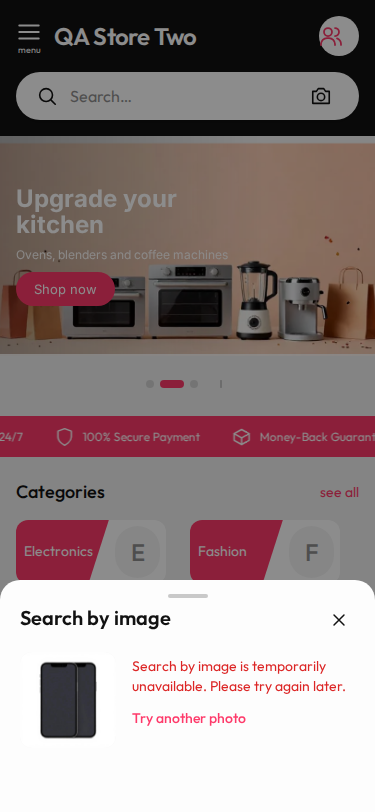 QA Store Two
menu
Search...
Upgrade your
kitchen
Ovens, blenders and coffee machines
Shop now
24/7
100% Secure Payment
Money-Back Guarant
Categories
see all
Electronics
E
Fashion
F
Search by image
Search by image is temporarily
unavailable. Please try again later.
Try another photo